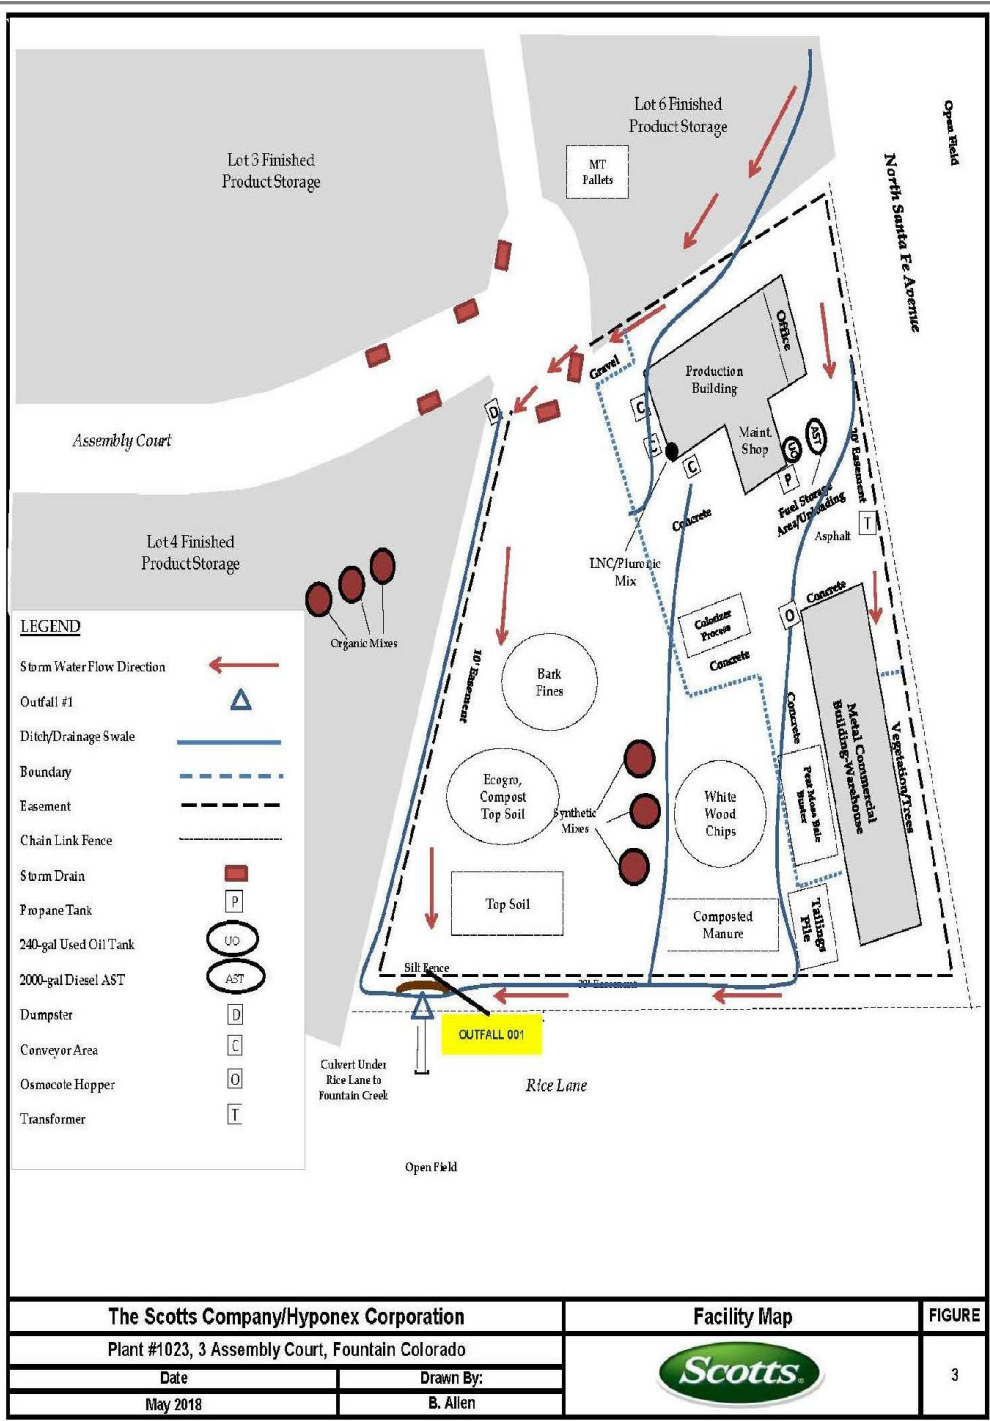 Lot 3 Finished
Product Storage
Lot 6 Finished
Product Storage
MT
Pallets
Open Field
North Santa Fe Avenue
Office
Production
Building
Gravel
Maint.
Shop
C
C
C
D
UO
AST
P
20' Easement
Fuel Storage
Area/Unloading
Asphalt
T
Assembly Court
Concrete
LNC/Pluronic
Mix
Lot 4 Finished
Product Storage
Organic Mixes
Colorizer
Process
Concrete
O
Concrete
Concrete
10' Easement
Bark
Fines
Ecogro,
Compost
Top Soil
Synthetic
Mixes
White
Wood
Chips
Peat Moss Bale
Buster
Metal Commercial
Building-Warehouse
Vegetation/Trees
Top Soil
Composted
Manure
Tailings
Pile
Silt Fence
20' Easement
OUTFALL 001
Culvert Under
Rice Lane to
Fountain Creek
Rice Lane
Open Field
LEGEND
Storm Water Flow Direction
Outfall #1
Ditch/Drainage Swale
Boundary
Easement
Chain Link Fence
Storm Drain
Propane Tank P
240-gal Used Oil Tank UO
2000-gal Diesel AST AST
Dumpster D
Conveyor Area C
Osmocote Hopper O
Transformer T
The Scotts Company/Hyponex Corporation
Plant #1023, 3 Assembly Court, Fountain Colorado
Date Drawn By:
May 2018 B. Allen
Facility Map
Scotts
FIGURE
3